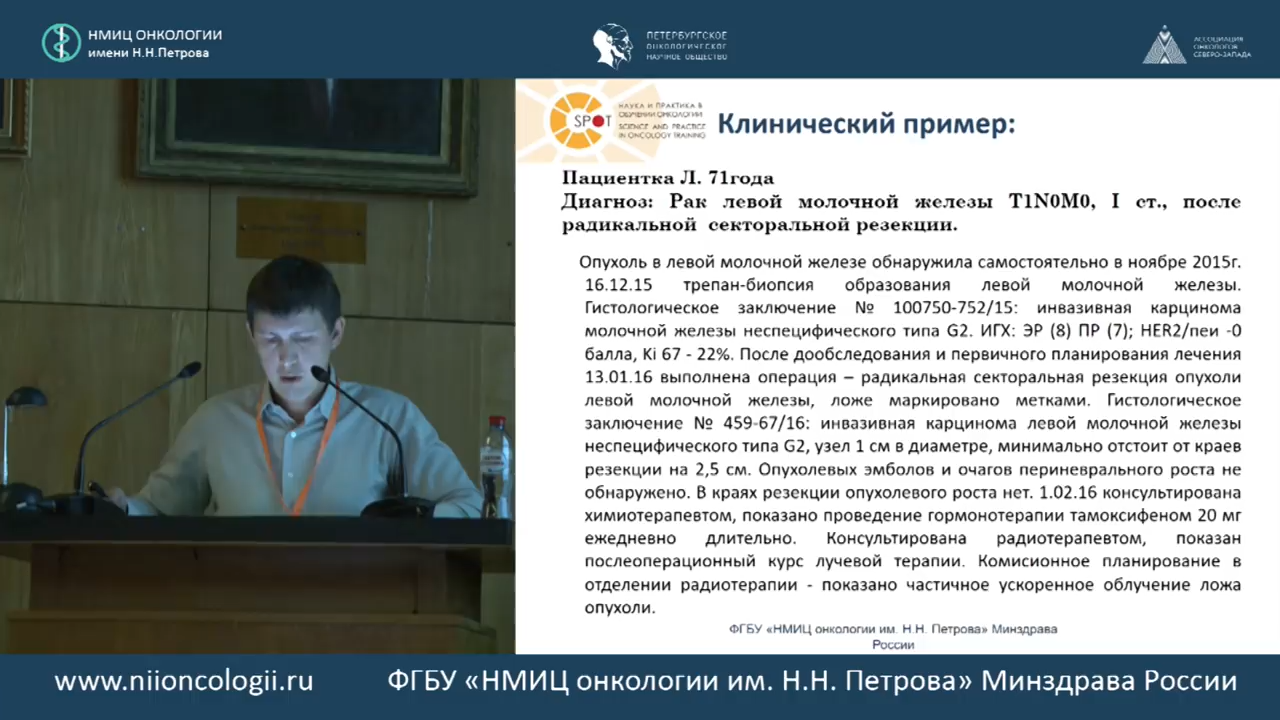 НМИЦ ОНКОЛОГИИ
имени Н.Н.Петрова
ПЕТЕРБУРГСКОЕ
ОНКОЛОГИЧЕСКОЕ
НАУЧНОЕ ОБЩЕСТВО
АССОЦИАЦИЯ
ОНКОЛОГОВ
СЕВЕРО-ЗАПАДА
SPOT
НАУКА И ПРАКТИКА В
ОБУЧЕНИИ ОНКОЛОГИИ
SCIENCE AND PRACTICE
IN ONCOLOGY TRAINING
Клинический пример:
Пациентка Л. 71года
Диагноз: Рак левой молочной железы T1N0M0, I ст., после
радикальной секторальной резекции.
Опухоль в левой молочной железе обнаружила самостоятельно в ноябре 2015г.
16.12.15 трепан-биопсия образования левой молочной железы.
Гистологическое заключение № 100750-752/15: инвазивная карцинома
молочной железы неспецифического типа G2. ИГХ: ЭР (8) ПР (7); HER2/неи -0
балла, Ki 67 - 22%. После дообследования и первичного планирования лечения
13.01.16 выполнена операция – радикальная секторальная резекция опухоли
левой молочной железы, ложе маркировано метками. Гистологическое
заключение № 459-67/16: инвазивная карцинома левой молочной железы
неспецифического типа G2, узел 1 см в диаметре, минимально отстоит от краев
резекции на 2,5 см. Опухолевых эмболов и очагов периневрального роста не
обнаружено. В краях резекции опухолевого роста нет. 1.02.16 консультирована
химиотерапевтом, показано проведение гормонотерапии тамоксифеном 20 мг
ежедневно длительно. Консультирована радиотерапевтом, показан
послеоперационный курс лучевой терапии. Комисионное планирование в
отделении радиотерапии - показано частичное ускоренное облучение ложа
опухоли.
ФГБУ «НМИЦ онкологии им. Н.Н. Петрова» Минздрава
России
www.niioncologii.ru
ФГБУ «НМИЦ онкологии им. Н.Н. Петрова» Минздрава России